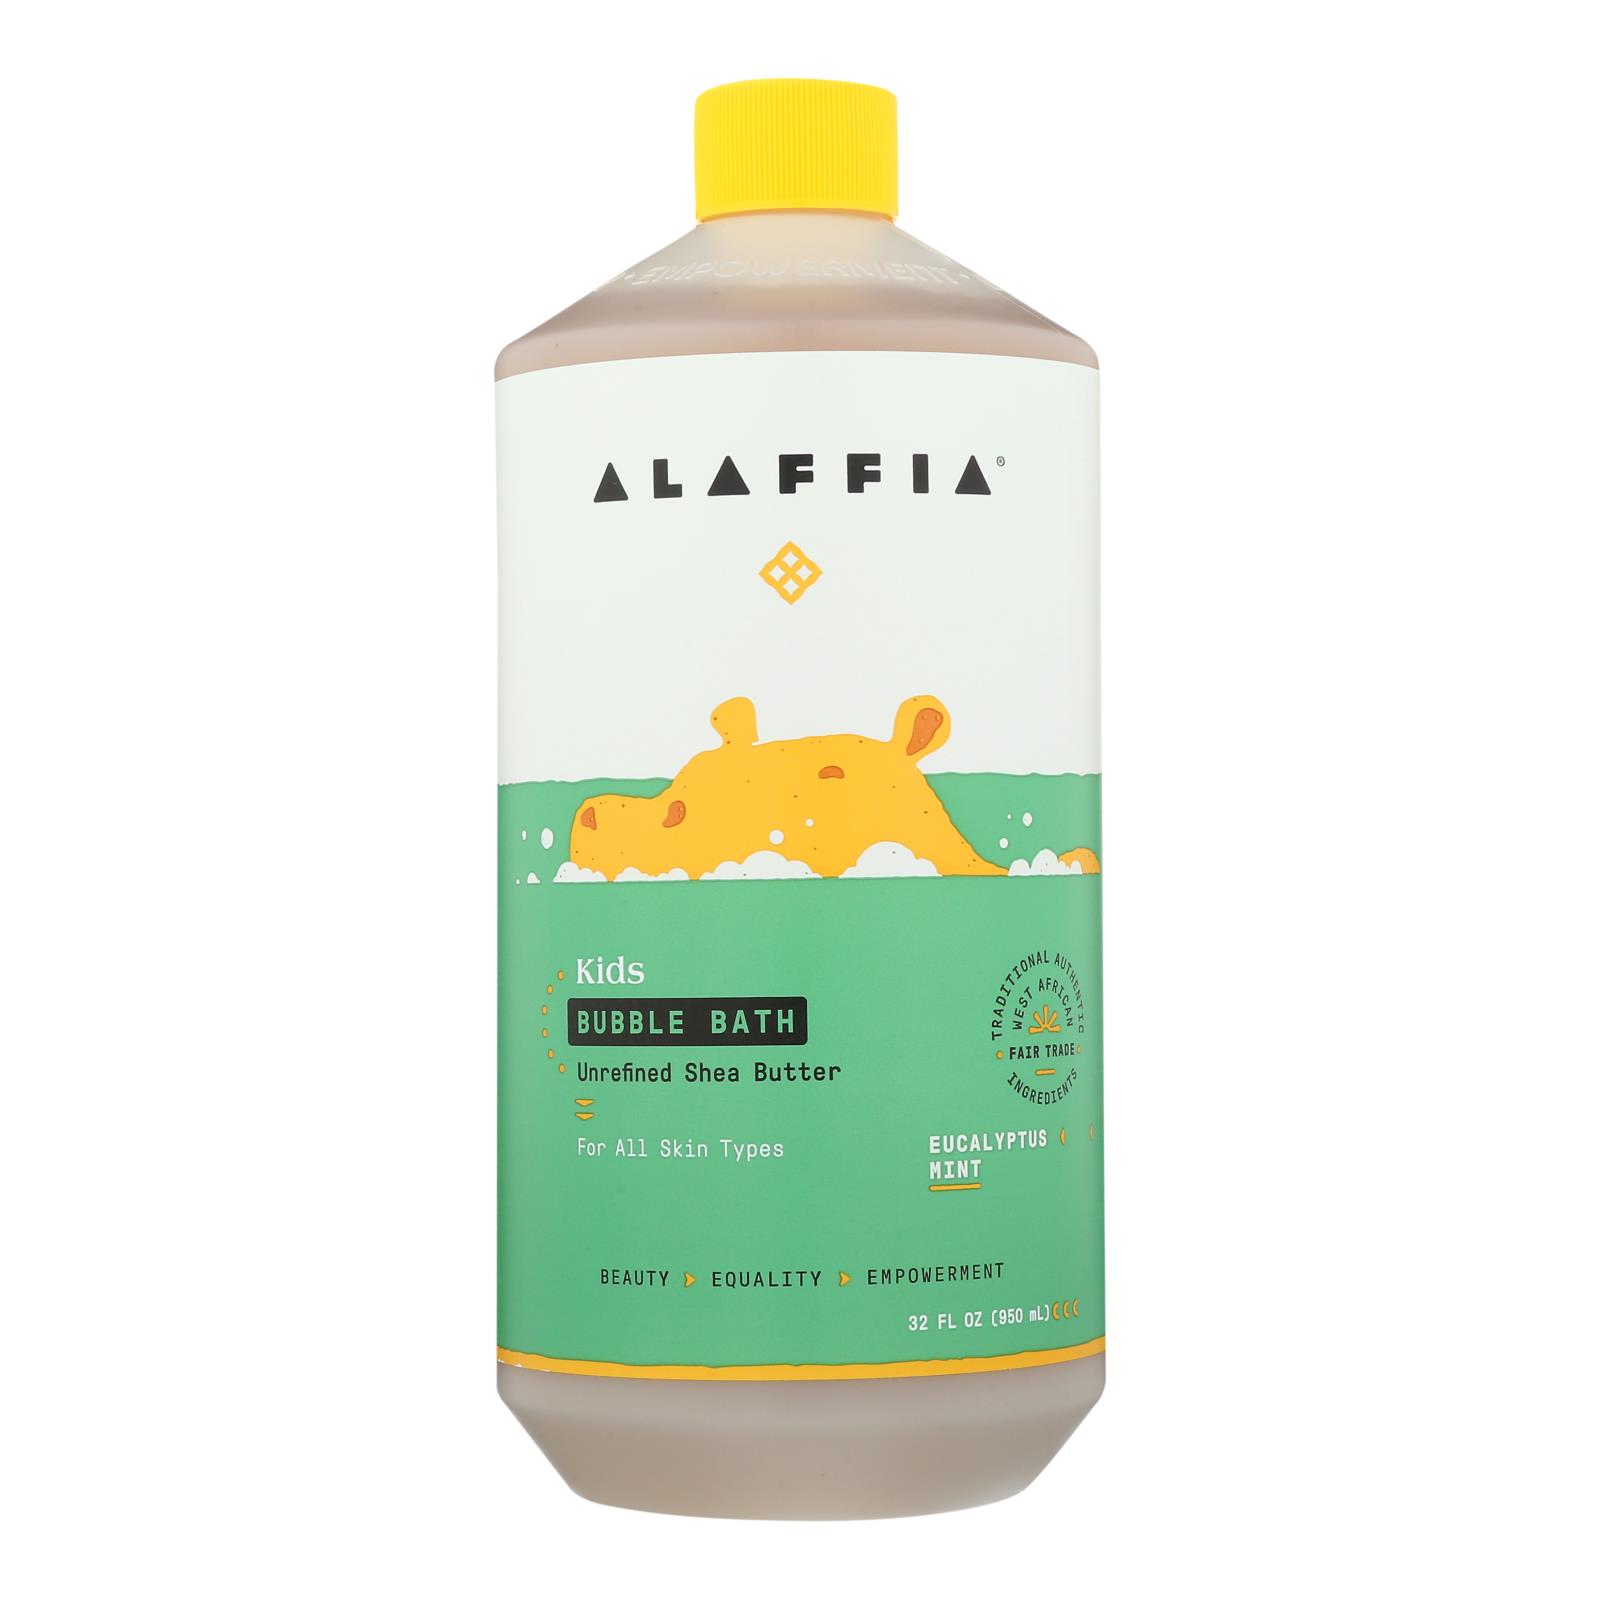 EMPOWERMENT
ALAFFIA®
Kids
BUBBLE BATH
Unrefined Shea Butter
For All Skin Types
TRADITIONAL AUTHENTIC
WEST AFRICAN
FAIR TRADE
INGREDIENTS
EUCALYPTUS
MINT
BEAUTY EQUALITY EMPOWERMENT
32 FL OZ (950 mL)